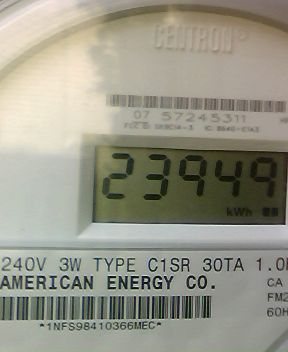 CENTRON®
07 57245311
23949
kWh
240V 3W TYPE C1SR 30TA 1.0
AMERICAN ENERGY CO.
CA
FM2
60H
*1NFS98410366MEC*